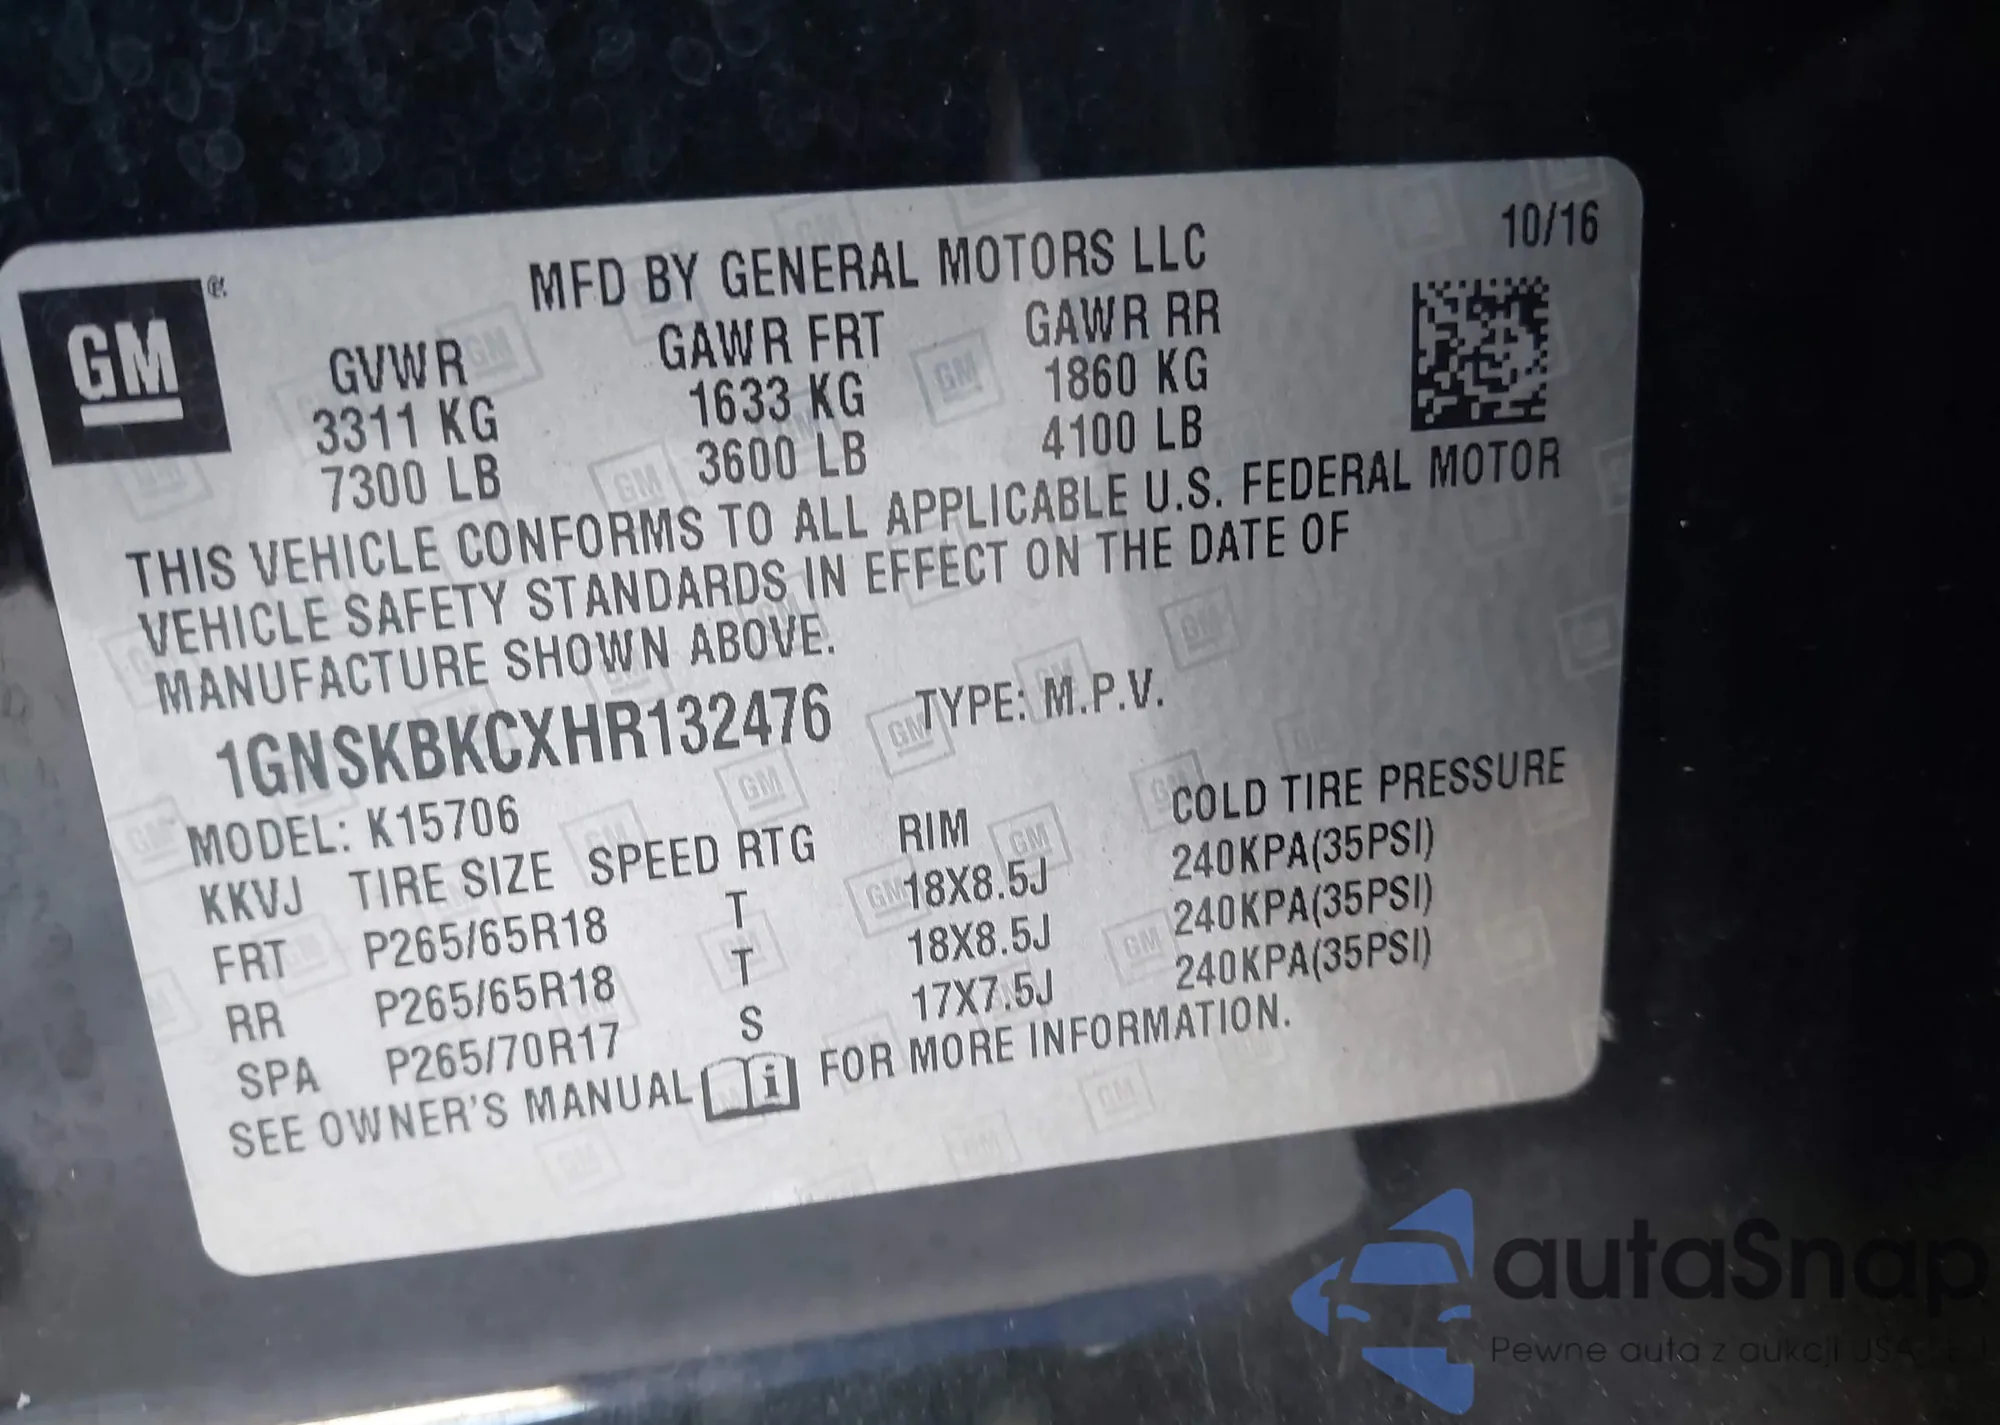 10/16
MFD BY GENERAL MOTORS LLC
GM ®
GVWR GAWR FRT GAWR RR
3311 KG 1633 KG 1860 KG
7300 LB 3600 LB 4100 LB
THIS VEHICLE CONFORMS TO ALL APPLICABLE U.S. FEDERAL MOTOR
VEHICLE SAFETY STANDARDS IN EFFECT ON THE DATE OF
MANUFACTURE SHOWN ABOVE.
1GNSKBKCXHR132476 TYPE: M.P.V.
MODEL: K15706
KKVJ TIRE SIZE SPEED RTG RIM COLD TIRE PRESSURE
FRT P265/65R18 T 18X8.5J 240KPA(35PSI)
RR P265/65R18 T 18X8.5J 240KPA(35PSI)
SPA P265/70R17 S 17X7.5J 240KPA(35PSI)
SEE OWNER'S MANUAL i FOR MORE INFORMATION.
autaSnap
Pewne auta z aukcji USA